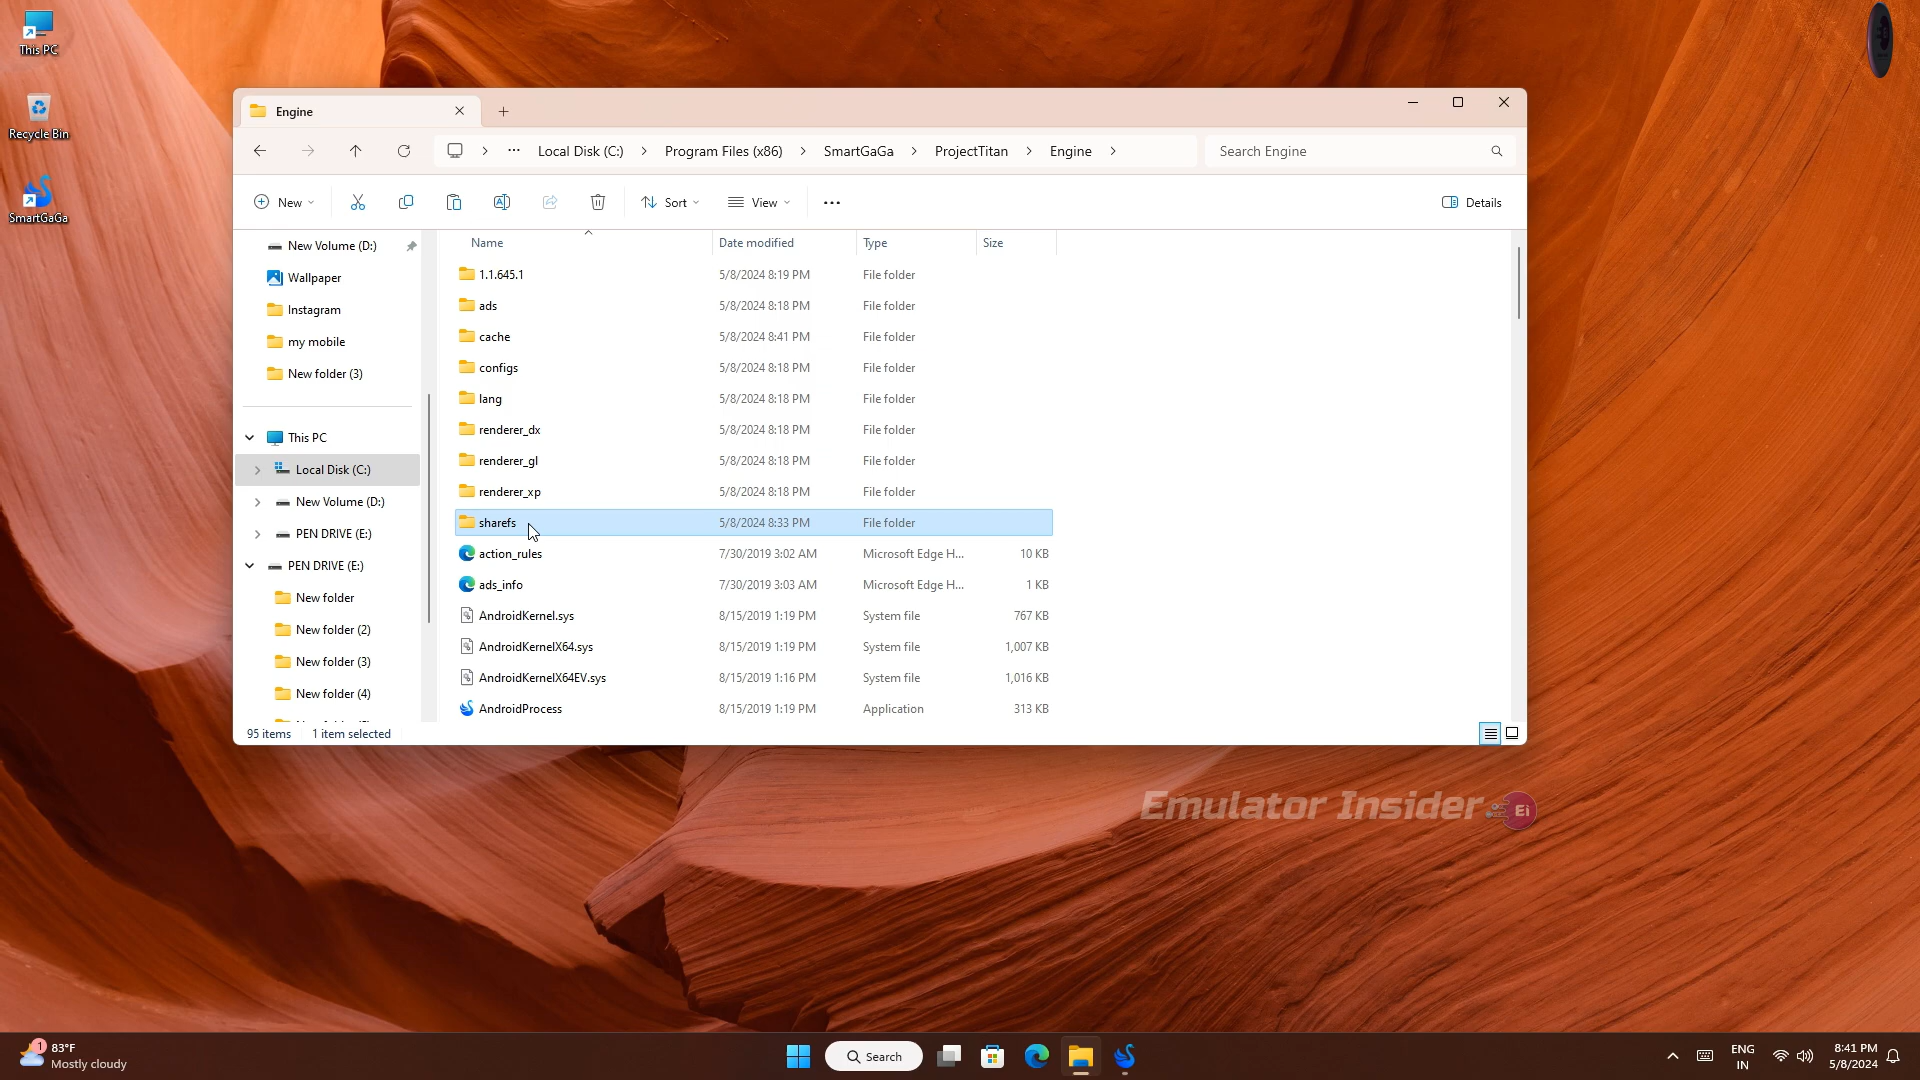 This PC
Recycle Bin
SmartGaGa
Engine
Local Disk (C:)
Program Files (x86)
SmartGaGa
ProjectTitan
Engine
Search Engine
New
Sort
View
Details
New Volume (D:)
Wallpaper
Instagram
my mobile
New folder (3)
This PC
Local Disk (C:)
New Volume (D:)
PEN DRIVE (E:)
PEN DRIVE (E:)
New folder
New folder (2)
New folder (3)
New folder (4)
Name Date modified Type Size
1.1.645.1 5/8/2024 8:19 PM File folder
ads 5/8/2024 8:18 PM File folder
cache 5/8/2024 8:41 PM File folder
configs 5/8/2024 8:18 PM File folder
lang 5/8/2024 8:18 PM File folder
renderer_dx 5/8/2024 8:18 PM File folder
renderer_gl 5/8/2024 8:18 PM File folder
renderer_xp 5/8/2024 8:18 PM File folder
sharefs 5/8/2024 8:33 PM File folder
action_rules 7/30/2019 3:02 AM Microsoft Edge H... 10 KB
ads_info 7/30/2019 3:03 AM Microsoft Edge H... 1 KB
AndroidKernel.sys 8/15/2019 1:19 PM System file 767 KB
AndroidKernelX64.sys 8/15/2019 1:19 PM System file 1,007 KB
AndroidKernelX64EV.sys 8/15/2019 1:16 PM System file 1,016 KB
AndroidProcess 8/15/2019 1:19 PM Application 313 KB
95 items 1 item selected
Emulator Insider Ei
1
83°F
Mostly cloudy
Search
ENG
IN
8:41 PM
5/8/2024